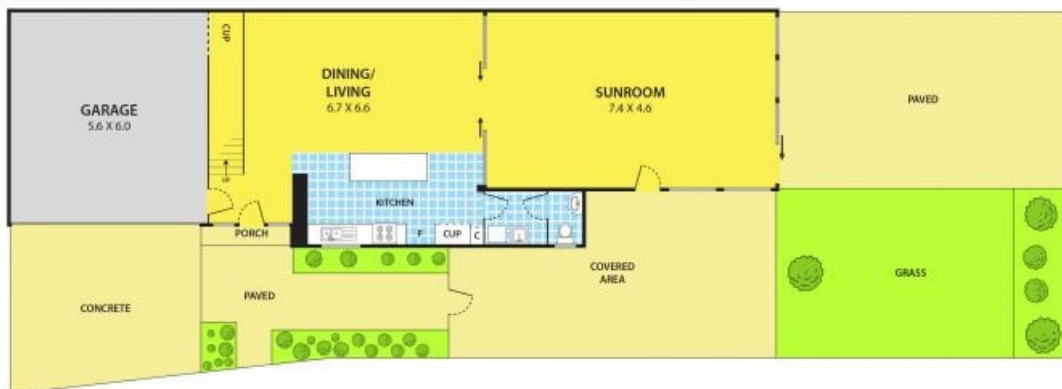 CUP
GARAGE
5.6 X 6.0
DINING/
LIVING
6.7 X 6.6
SUNROOM
7.4 X 4.6
PAVED
UP
KITCHEN
PORCH
F
CUP
C
COVERED
AREA
GRASS
CONCRETE
PAVED